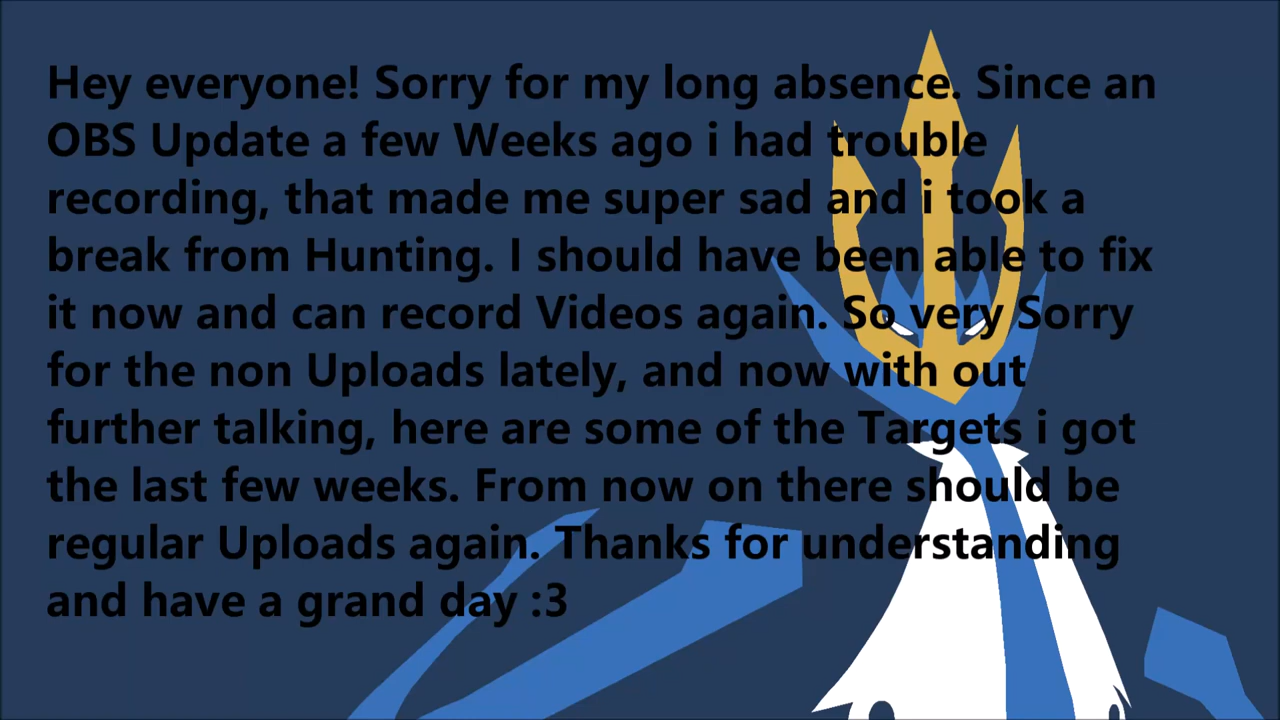 Hey everyone! Sorry for my long absence. Since an
OBS Update a few Weeks ago i had trouble
recording, that made me super sad and i took a
break from Hunting. I should have been able to fix
it now and can record Videos again. So very Sorry
for the non Uploads lately, and now with out
further talking, here are some of the Targets i got
the last few weeks. From now on there should be
regular Uploads again. Thanks for understanding
and have a grand day :3